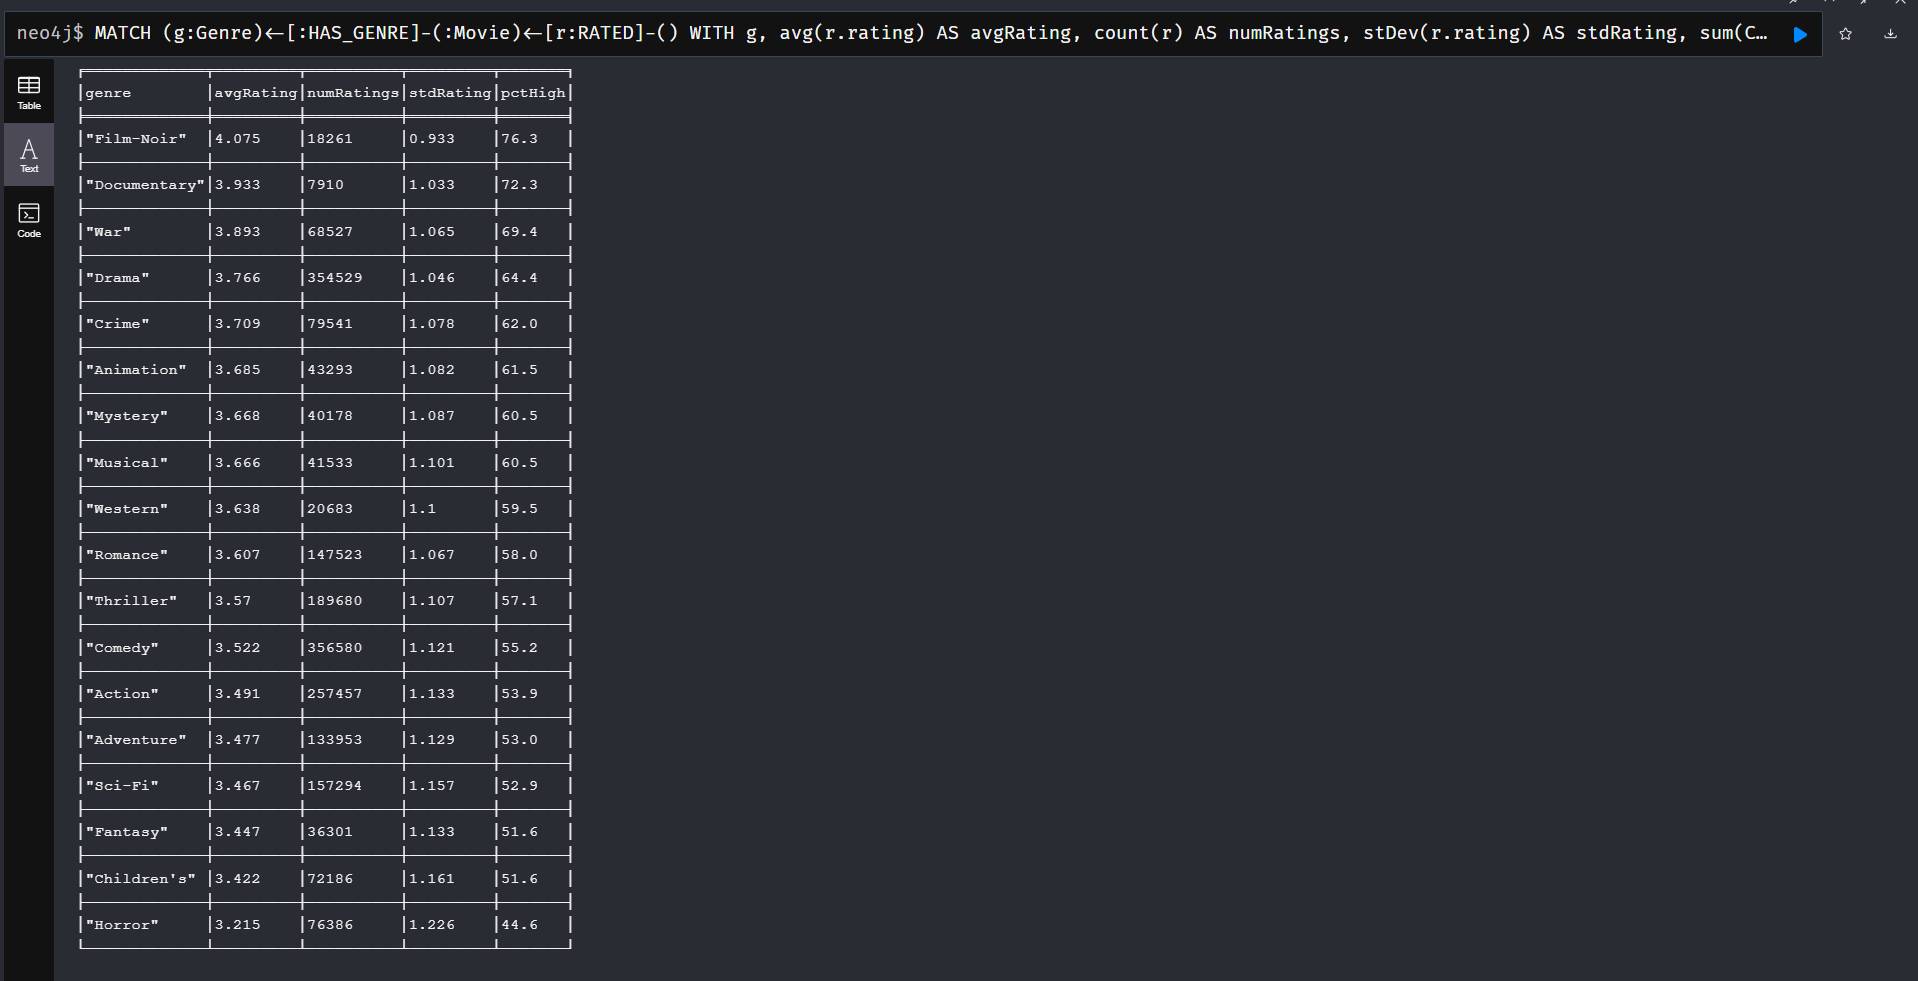 neo4j$ MATCH (g:Genre)<-[:HAS_GENRE]-(:Movie)<-[r:RATED]-() WITH g, avg(r.rating) AS avgRating, count(r) AS numRatings, stDev(r.rating) AS stdRating, sum(C…
Table
Text
Code
genre avgRating numRatings stdRating pctHigh
"Film-Noir" 4.075 18261 0.933 76.3
"Documentary" 3.933 7910 1.033 72.3
"War" 3.893 68527 1.065 69.4
"Drama" 3.766 354529 1.046 64.4
"Crime" 3.709 79541 1.078 62.0
"Animation" 3.685 43293 1.082 61.5
"Mystery" 3.668 40178 1.087 60.5
"Musical" 3.666 41533 1.101 60.5
"Western" 3.638 20683 1.1 59.5
"Romance" 3.607 147523 1.067 58.0
"Thriller" 3.57 189680 1.107 57.1
"Comedy" 3.522 356580 1.121 55.2
"Action" 3.491 257457 1.133 53.9
"Adventure" 3.477 133953 1.129 53.0
"Sci-Fi" 3.467 157294 1.157 52.9
"Fantasy" 3.447 36301 1.133 51.6
"Children's" 3.422 72186 1.161 51.6
"Horror" 3.215 76386 1.226 44.6